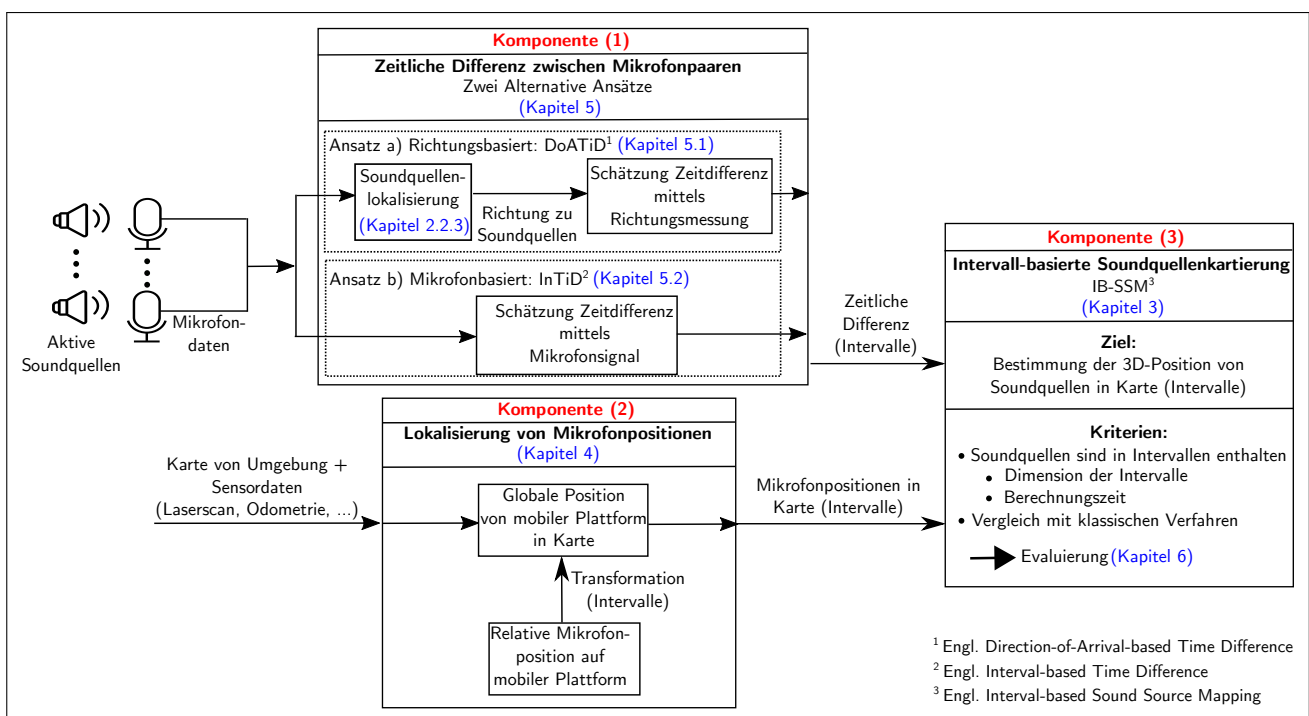 Komponente (1)
Zeitliche Differenz zwischen Mikrofonpaaren
Zwei Alternative Ansätze
(Kapitel 5)
Ansatz a) Richtungsbasiert: DoATiD¹ (Kapitel 5.1)
Soundquellen-
lokalisierung
(Kapitel 2.2.3)
Richtung zu
Soundquellen
Schätzung Zeitdifferenz
mittels
Richtungsmessung
Ansatz b) Mikrofonbasiert: InTiD² (Kapitel 5.2)
Schätzung Zeitdifferenz
mittels
Mikrofonsignal
Aktive
Soundquellen
Mikrofon-
daten
Zeitliche
Differenz
(Intervalle)
Komponente (2)
Lokalisierung von Mikrofonpositionen
(Kapitel 4)
Karte von Umgebung +
Sensordaten
(Laserscan, Odometrie, ...)
Globale Position
von mobiler Plattform
in Karte
Transformation
(Intervalle)
Relative Mikrofon-
position auf
mobiler Plattform
Mikrofonpositionen in
Karte (Intervalle)
Komponente (3)
Intervall-basierte Soundquellenkartierung
IB-SSM³
(Kapitel 3)
Ziel:
Bestimmung der 3D-Position von
Soundquellen in Karte (Intervalle)
Kriterien:
• Soundquellen sind in Intervallen enthalten
• Dimension der Intervalle
• Berechnungszeit
• Vergleich mit klassischen Verfahren
Evaluierung (Kapitel 6)
¹ Engl. Direction-of-Arrival-based Time Difference
² Engl. Interval-based Time Difference
³ Engl. Interval-based Sound Source Mapping